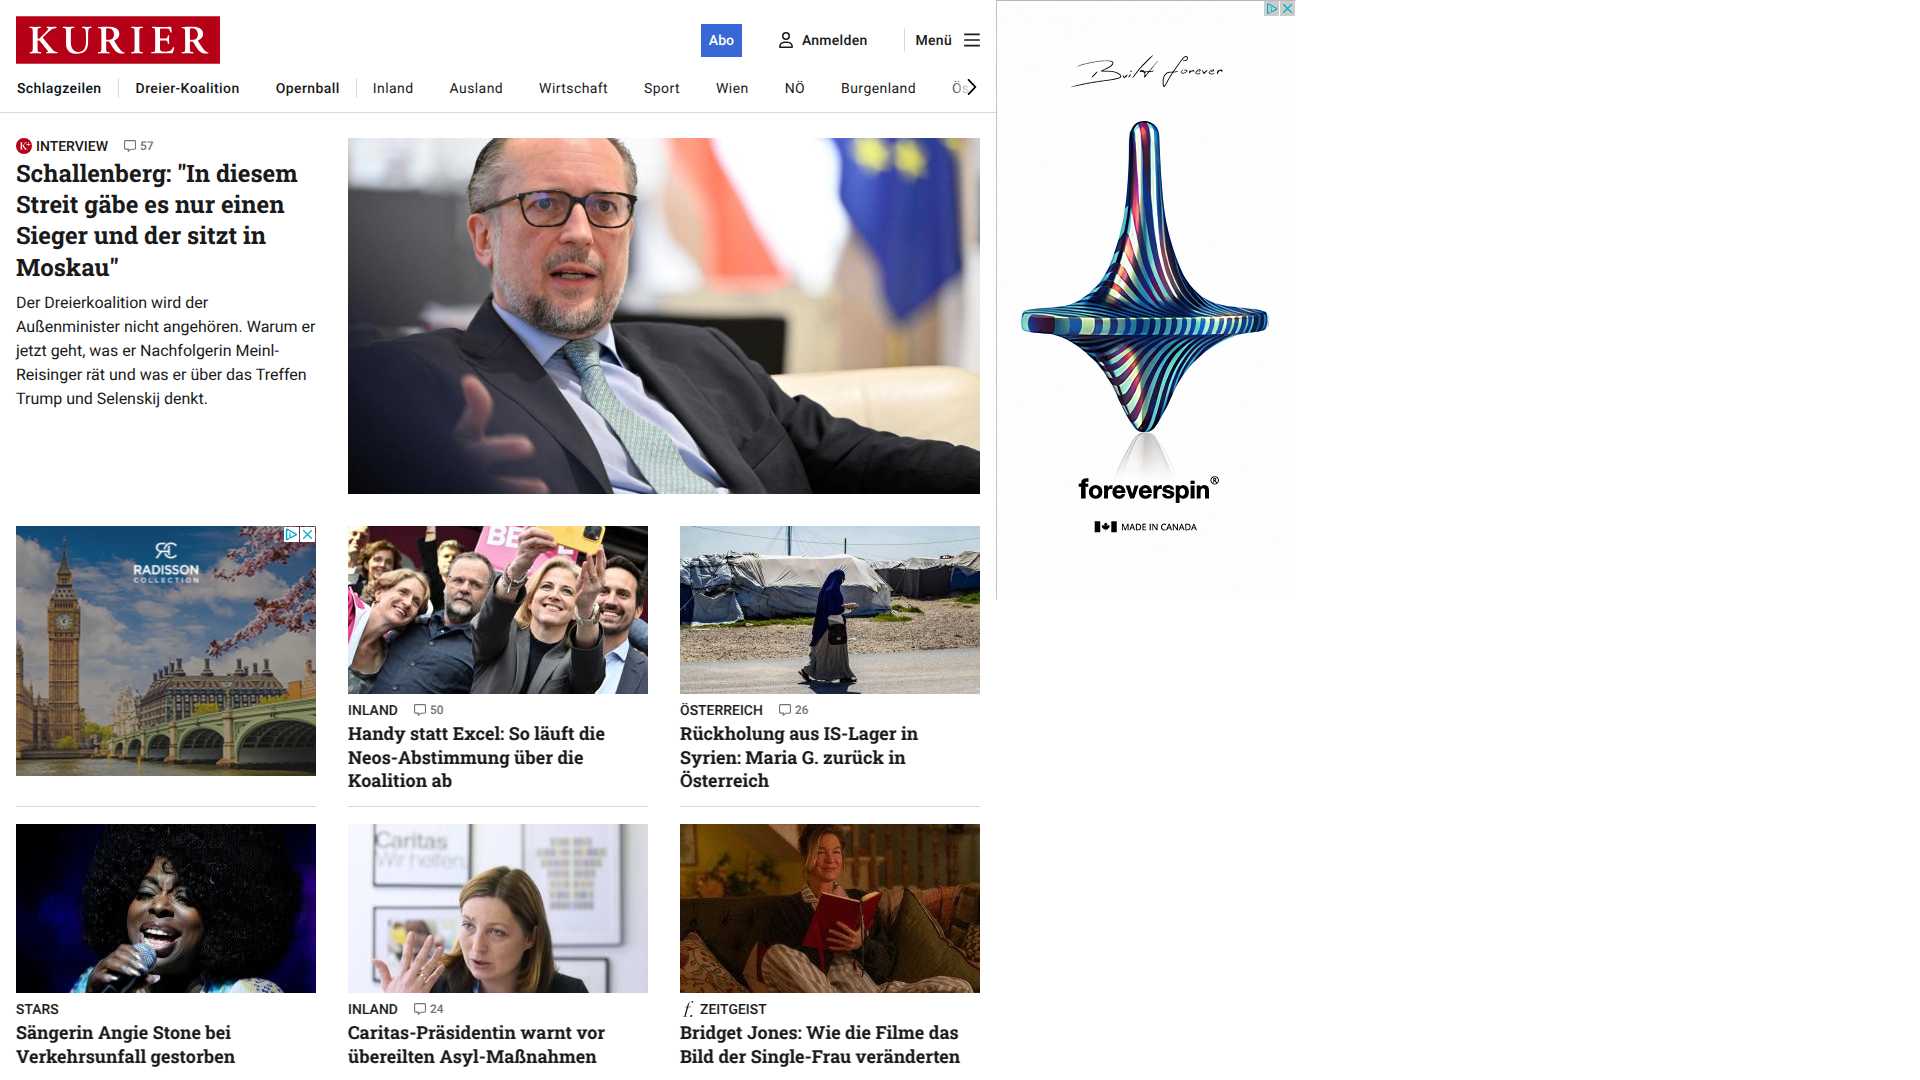 KURIER
Abo
Anmelden
Menü
Schlagzeilen
Dreier-Koalition
Opernball
Inland
Ausland
Wirtschaft
Sport
Wien
NÖ
Burgenland
INTERVIEW 57
Schallenberg: "In diesem
Streit gäbe es nur einen
Sieger und der sitzt in
Moskau"
Der Dreierkoalition wird der
Außenminister nicht angehören. Warum er
jetzt geht, was er Nachfolgerin Meinl-
Reisinger rät und was er über das Treffen
Trump und Selenskij denkt.
Built forever
foreverspin®
MADE IN CANADA
RADISSON
COLLECTION
INLAND 50
Handy statt Excel: So läuft die
Neos-Abstimmung über die
Koalition ab
ÖSTERREICH 26
Rückholung aus IS-Lager in
Syrien: Maria G. zurück in
Österreich
STARS
Sängerin Angie Stone bei
Verkehrsunfall gestorben
Caritas
Wir helfen.
INLAND 24
Caritas-Präsidentin warnt vor
übereilten Asyl-Maßnahmen
f. ZEITGEIST
Bridget Jones: Wie die Filme das
Bild der Single-Frau veränderten